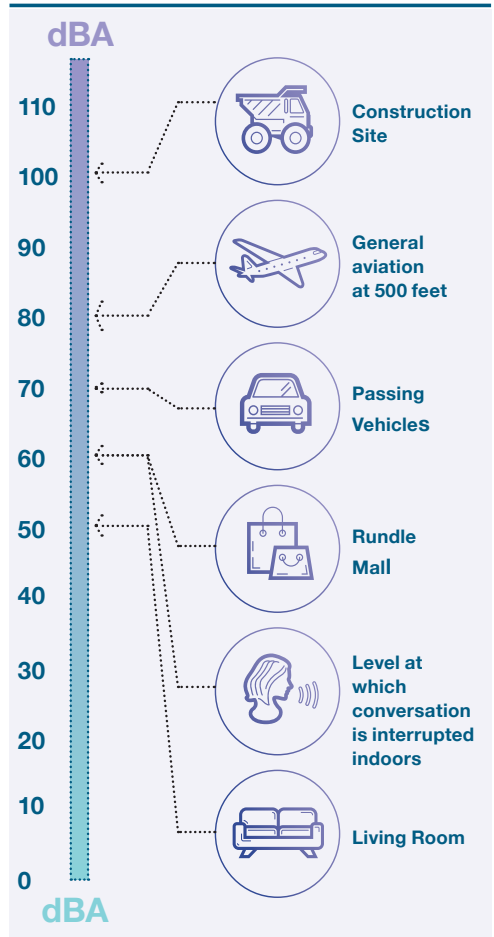 dBA
110
100
90
80
70
60
50
40
30
20
10
0
dBA
Construction
Site
General
aviation
at 500 feet
Passing
Vehicles
Rundle
Mall
Level at
which
conversation
is interrupted
indoors
Living Room